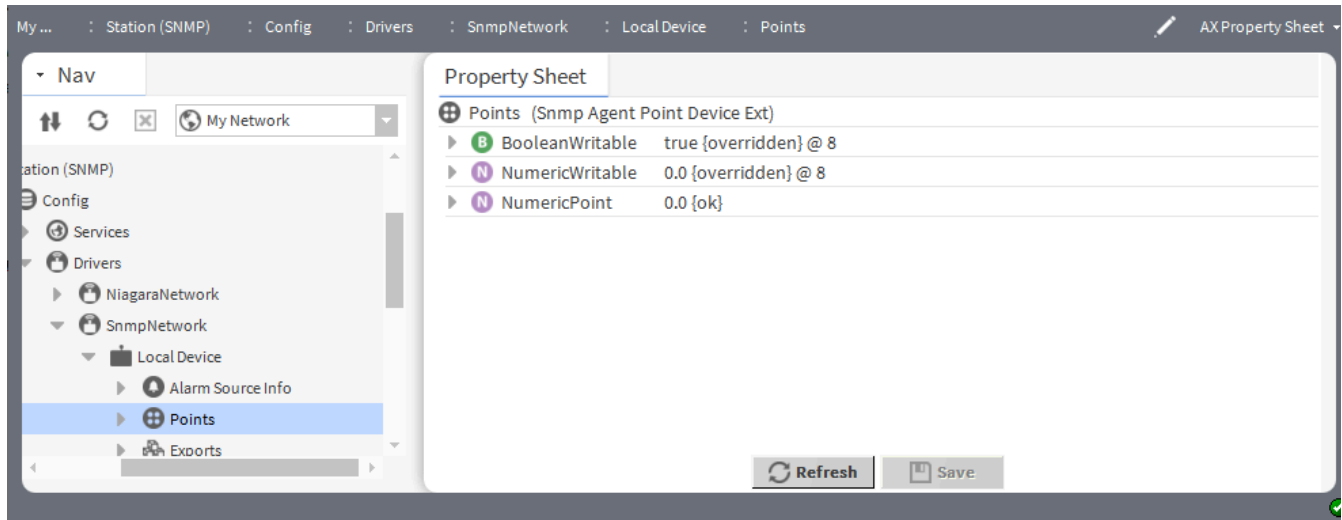 My ... : Station (SNMP) : Config : Drivers : SnmpNetwork : Local Device : Points AX Property Sheet
Nav
My Network
tation (SNMP)
Config
Services
Drivers
NiagaraNetwork
SnmpNetwork
Local Device
Alarm Source Info
Points
Exports
Property Sheet
Points (Snmp Agent Point Device Ext)
B BooleanWritable true {overridden} @ 8
N NumericWritable 0.0 {overridden} @ 8
N NumericPoint 0.0 {ok}
Refresh Save